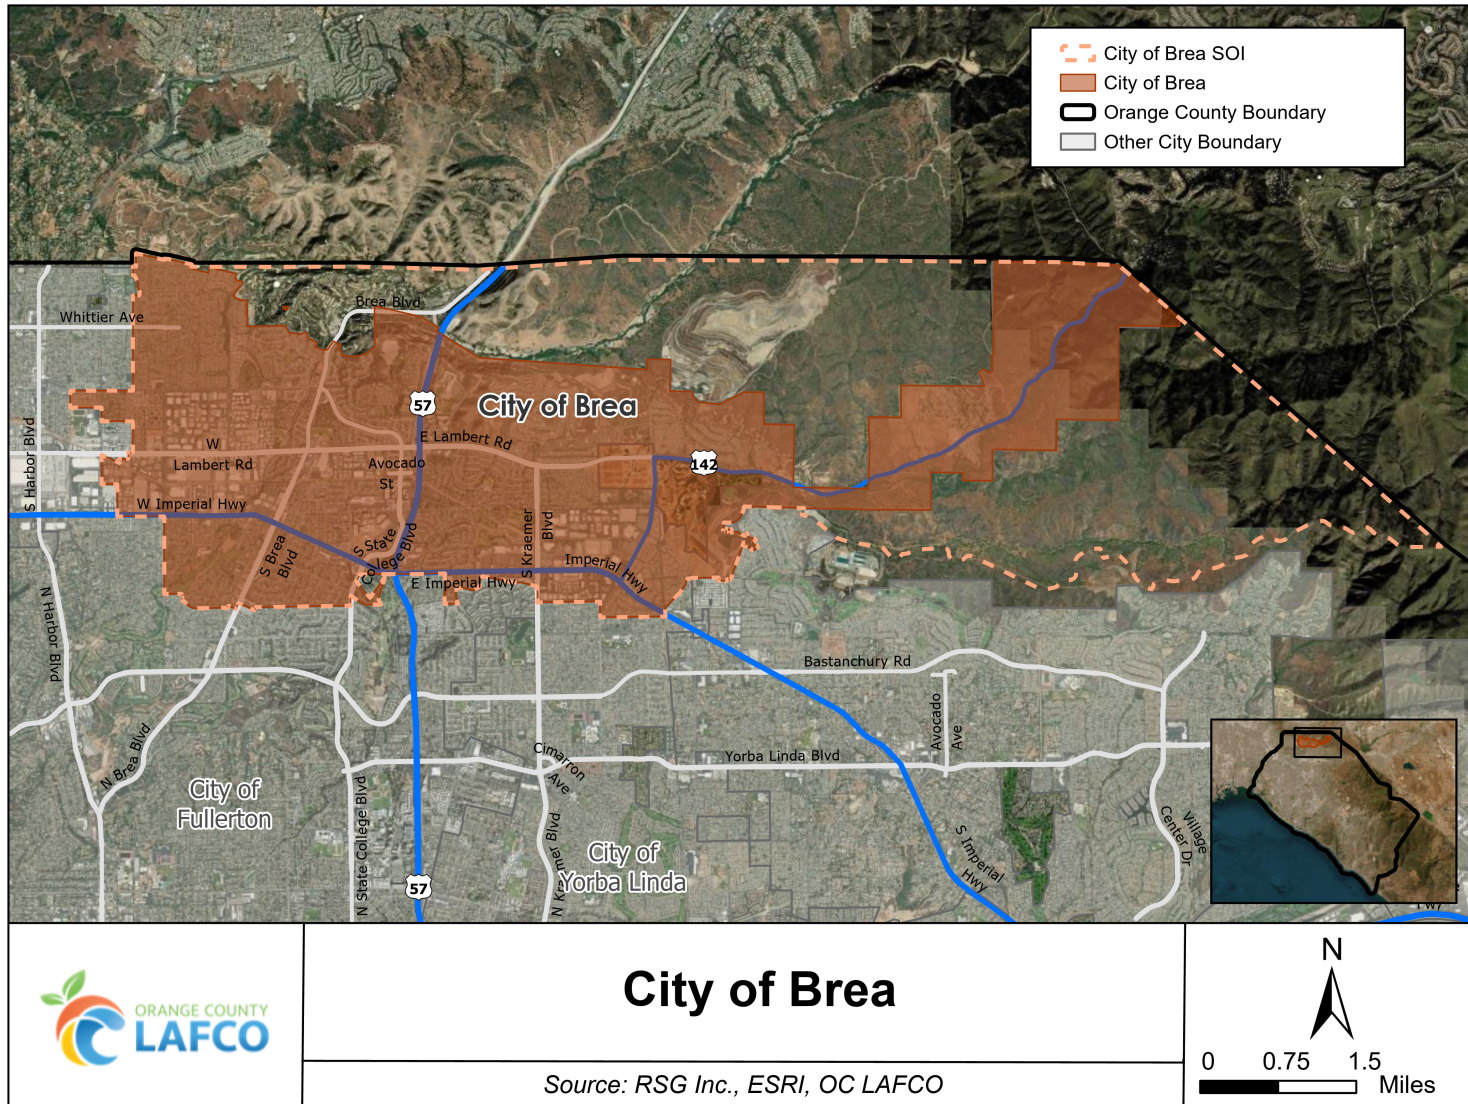 City of Brea SOI
City of Brea
Orange County Boundary
Other City Boundary
Brea Blvd
Whittier Ave
57
City of Brea
S Harbor Blvd
W
Lambert Rd
E Lambert Rd
Avocado
St
142
W Imperial Hwy
S Brea
Blvd
S State
College Blvd
S Kraemer
Blvd
Imperial Hwy
E Imperial Hwy
N Harbor Blvd
Bastanchury Rd
Avocado
Ave
N Brea Blvd
Cimarron
Ave
Yorba Linda Blvd
City of
Fullerton
N State College Blvd
57
N Kraemer Blvd
City of
Yorba Linda
S Imperial
Hwy
Village
Center Dr
ORANGE COUNTY
LAFCO
City of Brea
Source: RSG Inc., ESRI, OC LAFCO
N
0 0.75 1.5
Miles